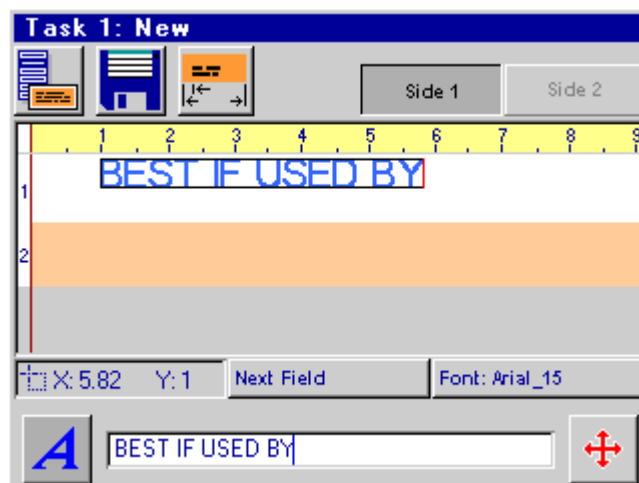 Task 1: New
Side 1 Side 2
1 2 3 4 5 6 7 8 9
1 BEST IF USED BY
2
X: 5.82 Y: 1 Next Field Font: Arial_15
A BEST IF USED BY